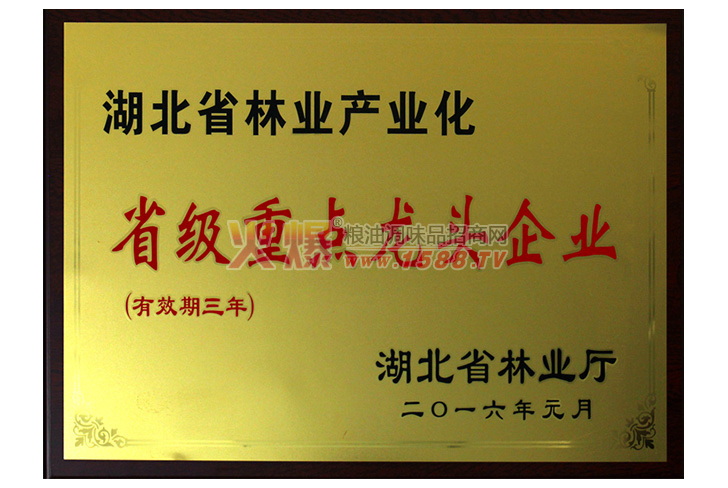 湖北省林业产业化
省级重点龙头企业
火爆®粮油调味品招商网
www.1588.TV
(有效期三年)
湖北省林业厅
二〇一六年元月